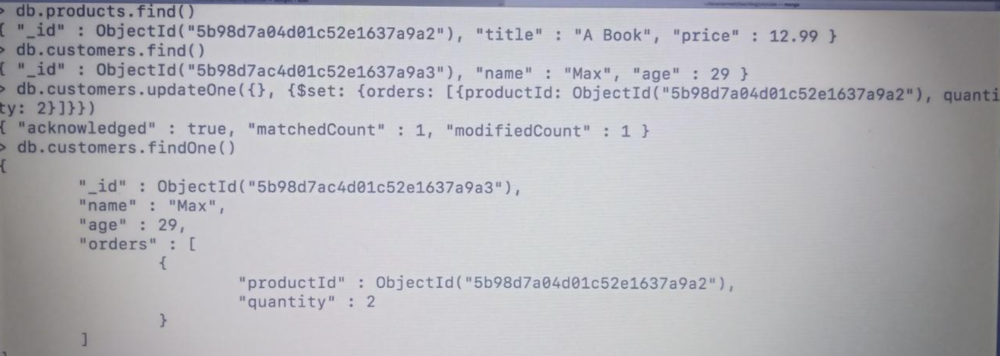 > db.products.find()
{ "_id" : ObjectId("5b98d7a04d01c52e1637a9a2"), "title" : "A Book", "price" : 12.99 }
> db.customers.find()
{ "_id" : ObjectId("5b98d7ac4d01c52e1637a9a3"), "name" : "Max", "age" : 29 }
> db.customers.updateOne({}, {$set: {orders: [{productId: ObjectId("5b98d7a04d01c52e1637a9a2"), quanti
ty: 2}]}})
{ "acknowledged" : true, "matchedCount" : 1, "modifiedCount" : 1 }
> db.customers.findOne()
{
"_id" : ObjectId("5b98d7ac4d01c52e1637a9a3"),
"name" : "Max",
"age" : 29,
"orders" : [
{
"productId" : ObjectId("5b98d7a04d01c52e1637a9a2"),
"quantity" : 2
}
]